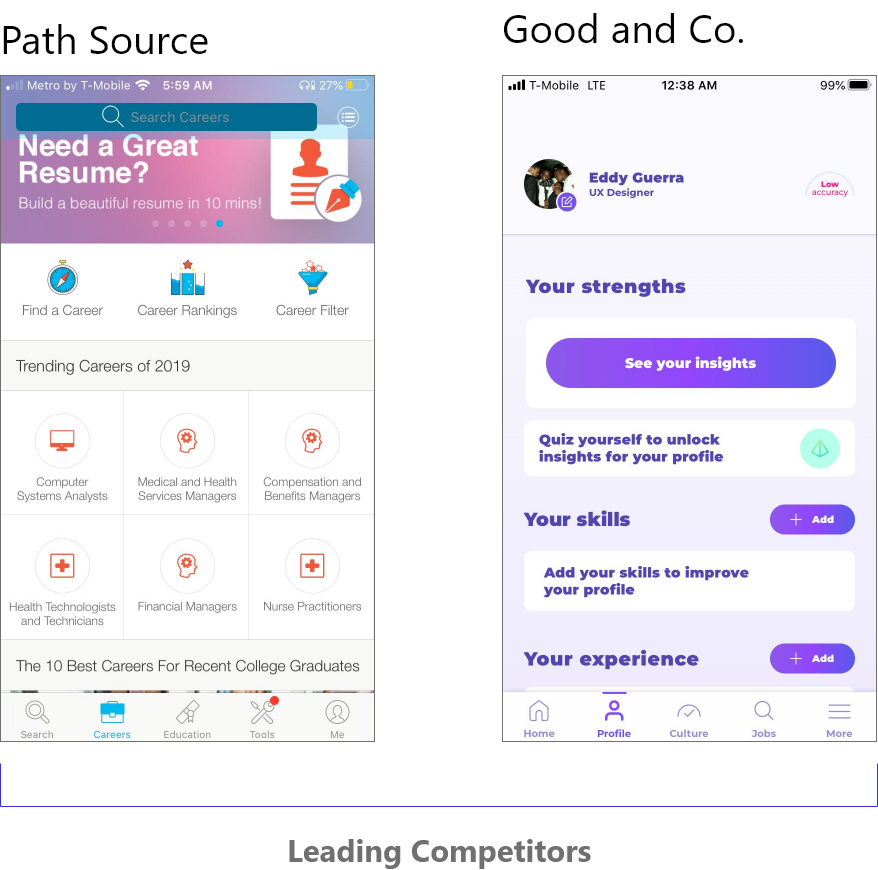 Path Source
Metro by T-Mobile 5:59 AM 27%
Search Careers
Need a Great
Resume?
Build a beautiful resume in 10 mins!
Find a Career Career Rankings Career Filter
Trending Careers of 2019
Computer
Systems Analysts
Medical and Health
Services Managers
Compensation and
Benefits Managers
Health Technologists
and Technicians
Financial Managers
Nurse Practitioners
The 10 Best Careers For Recent College Graduates
Search Careers Education Tools Me
Good and Co.
T-Mobile LTE 12:38 AM 99%
Eddy Guerra
UX Designer
Low
accuracy
Your strengths
See your insights
Quiz yourself to unlock
insights for your profile
Your skills
+ Add
Add your skills to improve
your profile
Your experience
+ Add
Home Profile Culture Jobs More
Leading Competitors